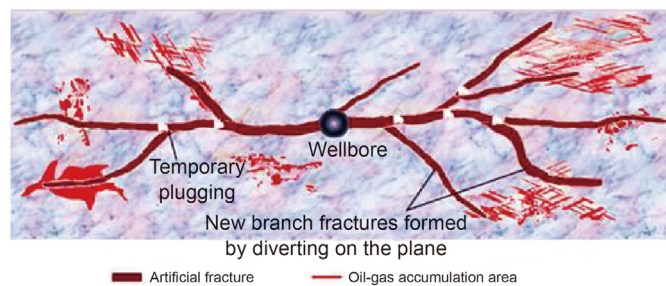 Wellbore
Temporary
plugging
New branch fractures formed
by diverting on the plane
Artificial fracture
Oil-gas accumulation area